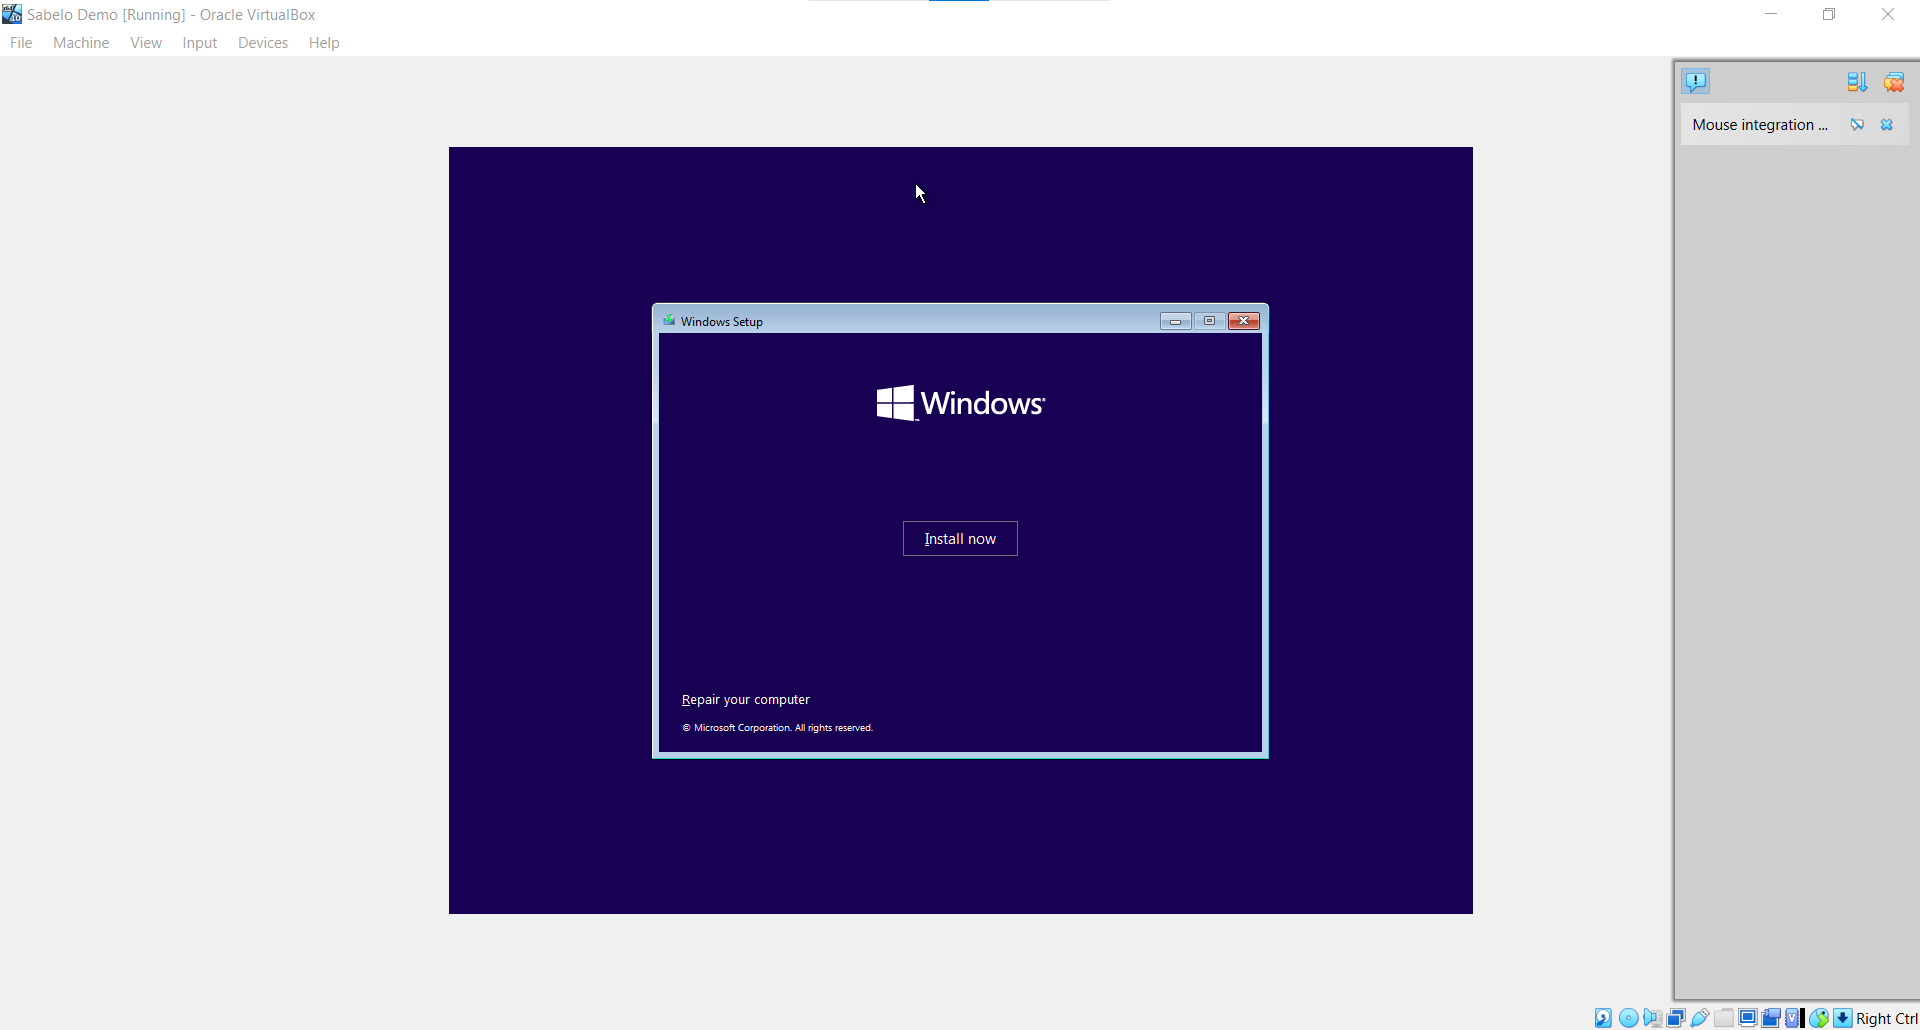 Sabelo Demo [Running] - Oracle VirtualBox
File Machine View Input Devices Help
Mouse integration ...
Windows Setup
Windows
Install now
Repair your computer
© Microsoft Corporation. All rights reserved.
Right Ctrl